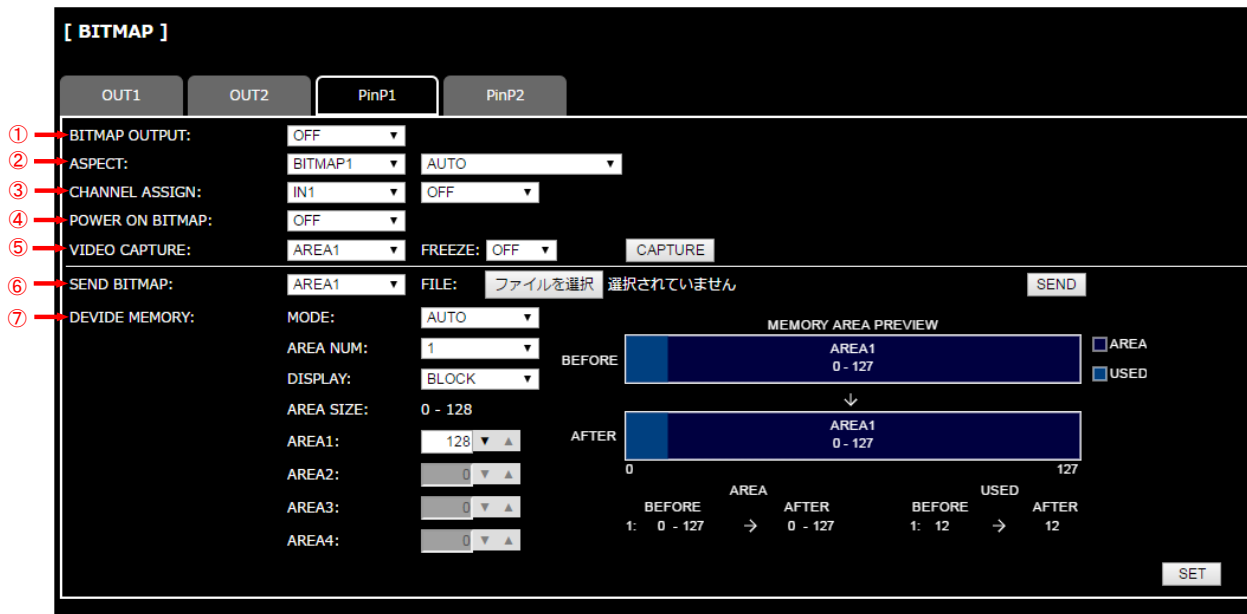 [ BITMAP ]
OUT1 OUT2 PinP1 PinP2
① BITMAP OUTPUT: OFF
② ASPECT: BITMAP1 AUTO
③ CHANNEL ASSIGN: IN1 OFF
④ POWER ON BITMAP: OFF
⑤ VIDEO CAPTURE: AREA1 FREEZE: OFF CAPTURE
⑥ SEND BITMAP: AREA1 FILE: ファイルを選択 選択されていません SEND
⑦ DEVIDE MEMORY: MODE: AUTO
AREA NUM: 1
DISPLAY: BLOCK
AREA SIZE: 0 - 128
AREA1: 128 ▼ ▲
AREA2: 0 ▼ ▲
AREA3: 0 ▼ ▲
AREA4: 0 ▼ ▲
MEMORY AREA PREVIEW
BEFORE AREA1
0 - 127
AREA
USED
↓
AFTER AREA1
0 - 127
0 127
AREA USED
BEFORE AFTER BEFORE AFTER
1: 0 - 127 → 0 - 127 1: 12 → 12
SET